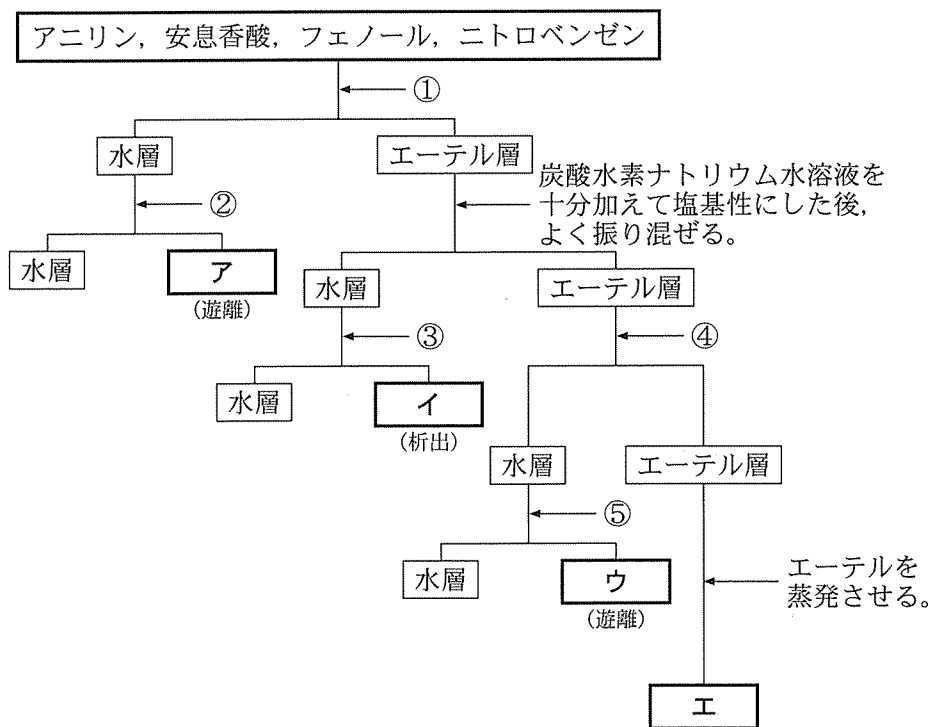 アニリン，安息香酸，フェノール，ニトロベンゼン
①
水層
エーテル層
②
炭酸水素ナトリウム水溶液を
十分加えて塩基性にした後，
よく振り混ぜる。
水層
ア
(遊離)
水層
エーテル層
③
④
水層
イ
(析出)
水層
エーテル層
⑤
水層
ウ
(遊離)
エーテルを
蒸発させる。
エ